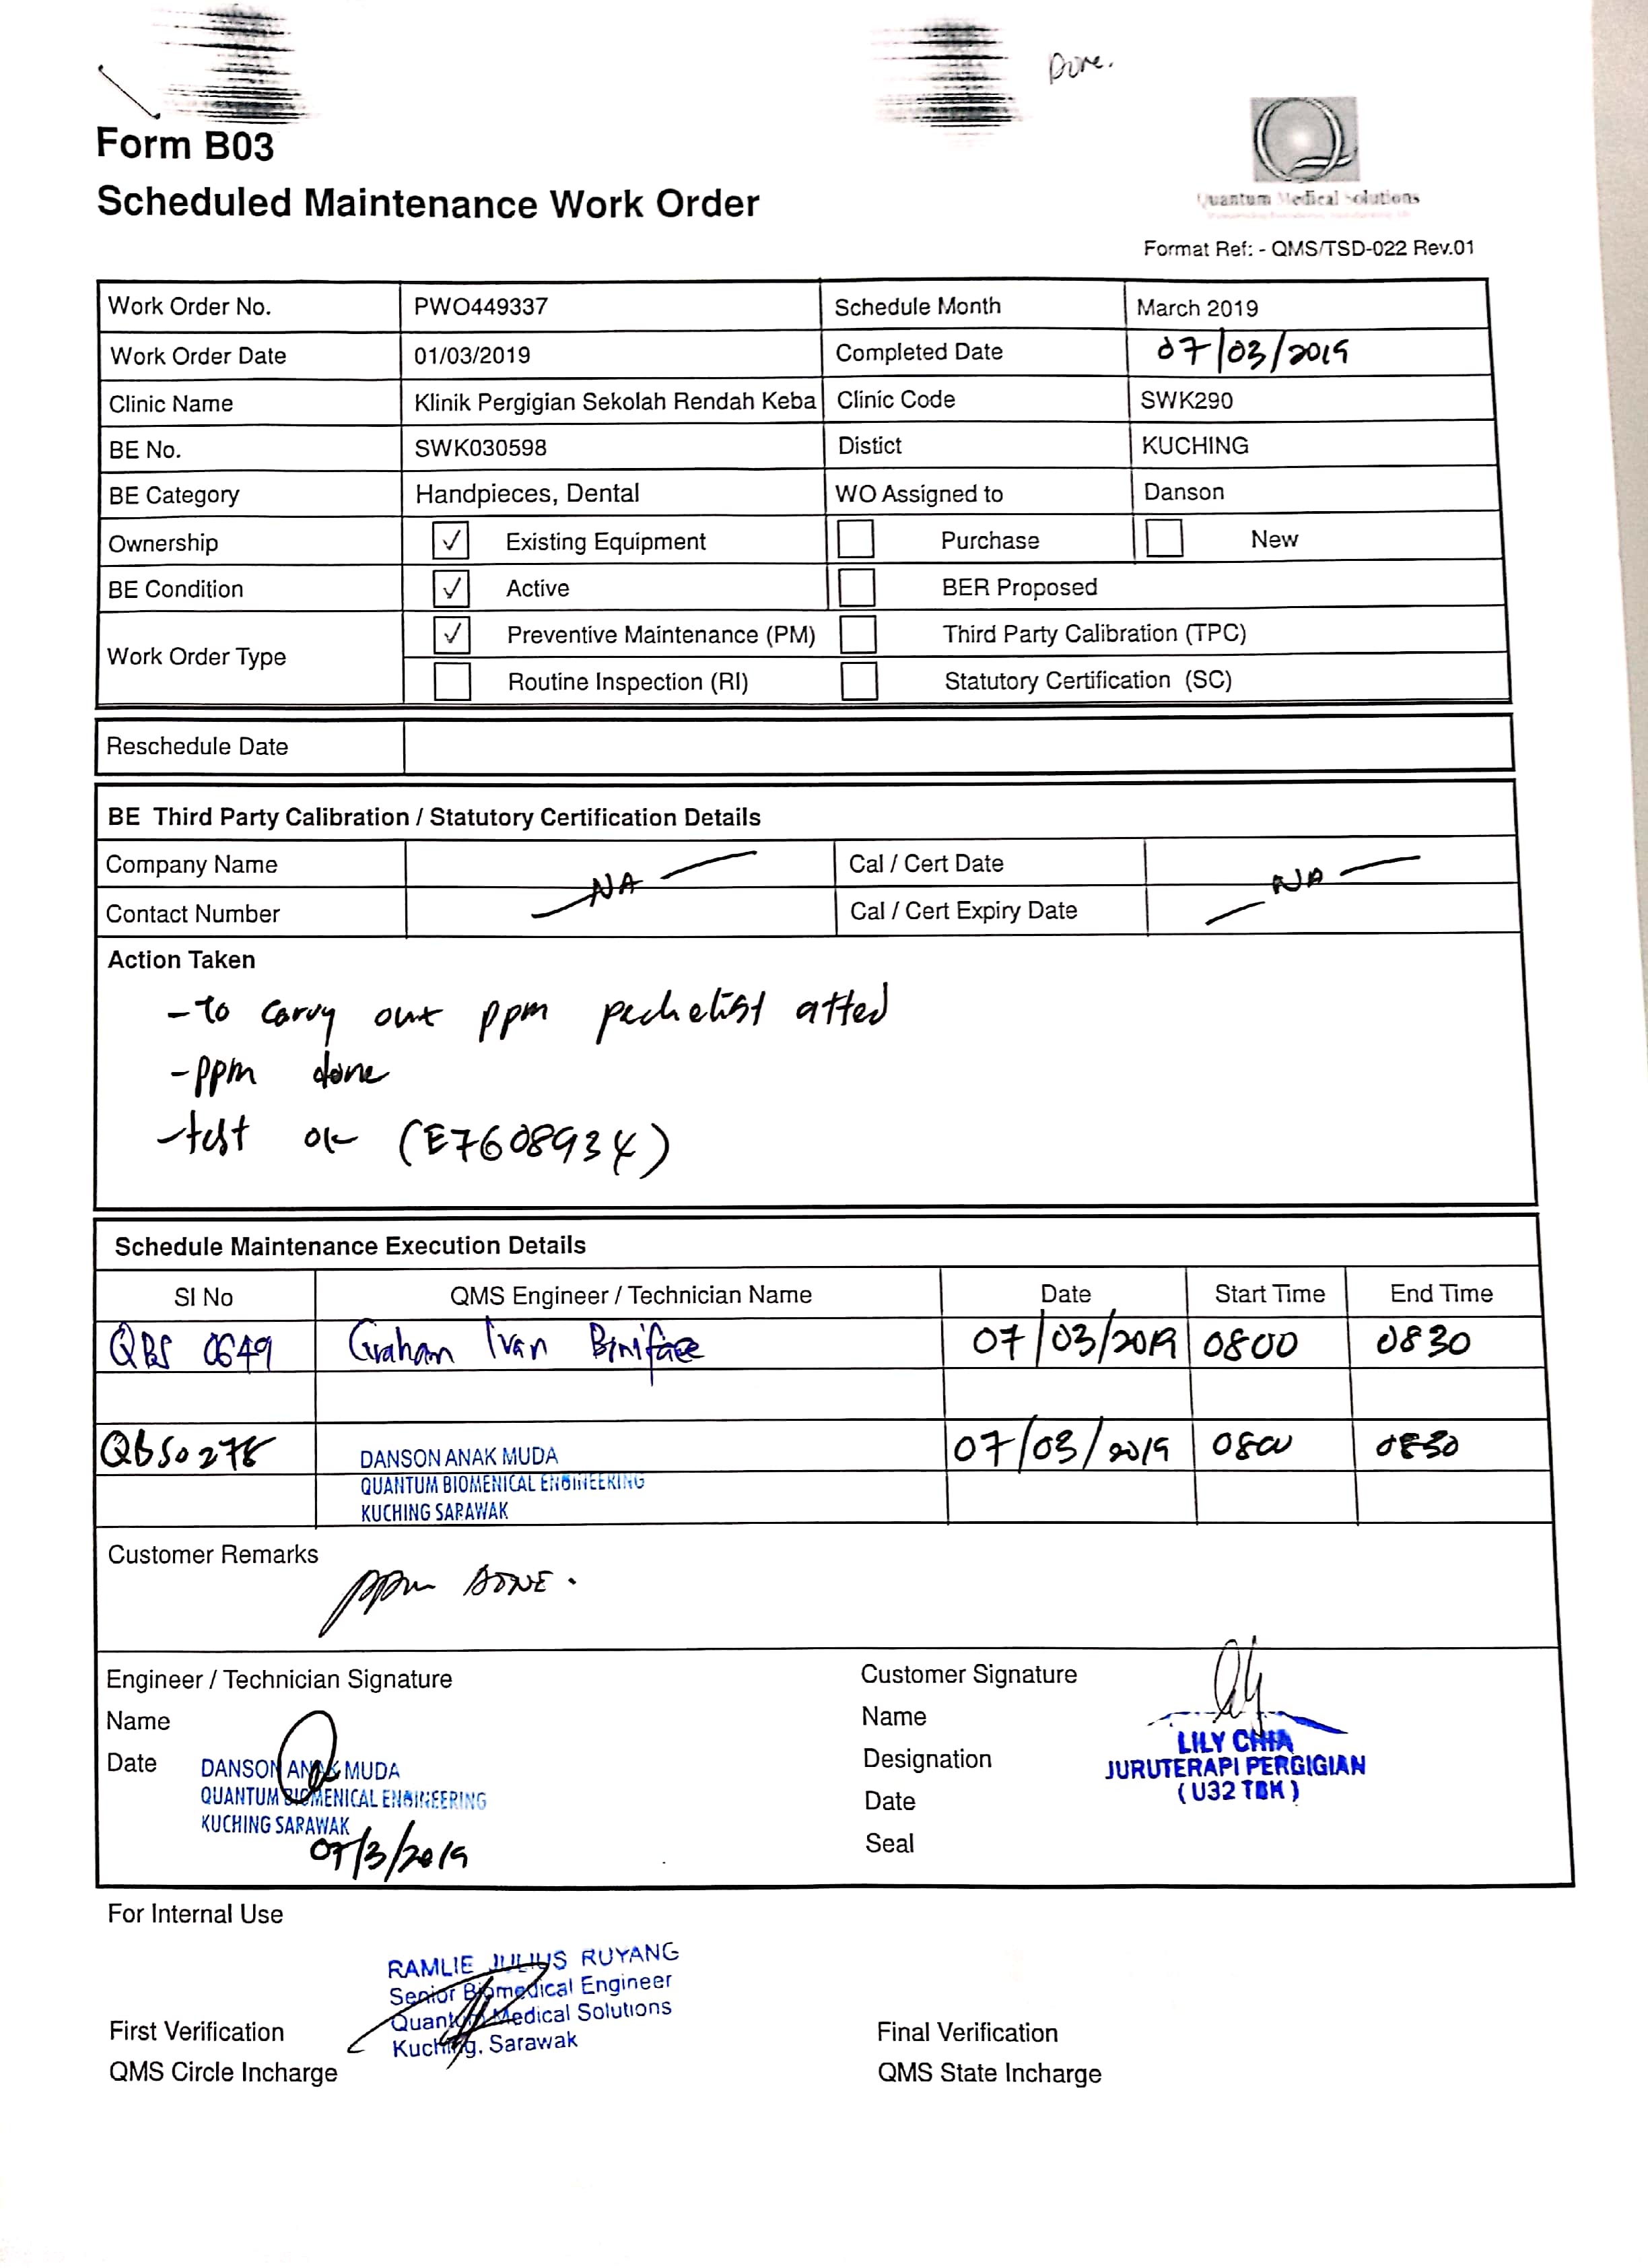 Done.
Form B03
Scheduled Maintenance Work Order
Quantum Medical Solutions
Format Ref: - QMS/TSD-022 Rev.01
Work Order No. PWO449337 Schedule Month March 2019
Work Order Date 01/03/2019 Completed Date 07/03/2019
Clinic Name Klinik Pergigian Sekolah Rendah Keba Clinic Code SWK290
BE No. SWK030598 Distict KUCHING
BE Category Handpieces, Dental WO Assigned to Danson
Ownership ✓ Existing Equipment Purchase New
BE Condition ✓ Active BER Proposed
Work Order Type ✓ Preventive Maintenance (PM) Third Party Calibration (TPC)
Routine Inspection (RI) Statutory Certification (SC)
Reschedule Date
BE Third Party Calibration / Statutory Certification Details
Company Name NA Cal / Cert Date NA
Contact Number Cal / Cert Expiry Date
Action Taken
- to carry out ppm atted
- ppm done
- test ok (E7608934)
Schedule Maintenance Execution Details
SI No QMS Engineer / Technician Name Date Start Time End Time
QBS 0649 Graham Ivan Biniface 07/03/2019 0800 0830
QbS0278 DANSON ANAK MUDA 07/03/2019 0800 0830
QUANTUM BIOMENICAL ENGINEERING
KUCHING SARAWAK
Customer Remarks
ppm DONE.
Engineer / Technician Signature Customer Signature
Name Name
Date Designation
DANSON ANAK MUDA
QUANTUM BIOMENICAL ENGINEERING
KUCHING SARAWAK
07/3/2019
LILY CHIA
JURUTERAPI PERGIGIAN
(U32 TBK)
Date
Seal
For Internal Use
RAMLIE JULIUS RUYANG
Senior Biomedical Engineer
Quantum Medical Solutions
Kuching, Sarawak
First Verification Final Verification
QMS Circle Incharge QMS State Incharge